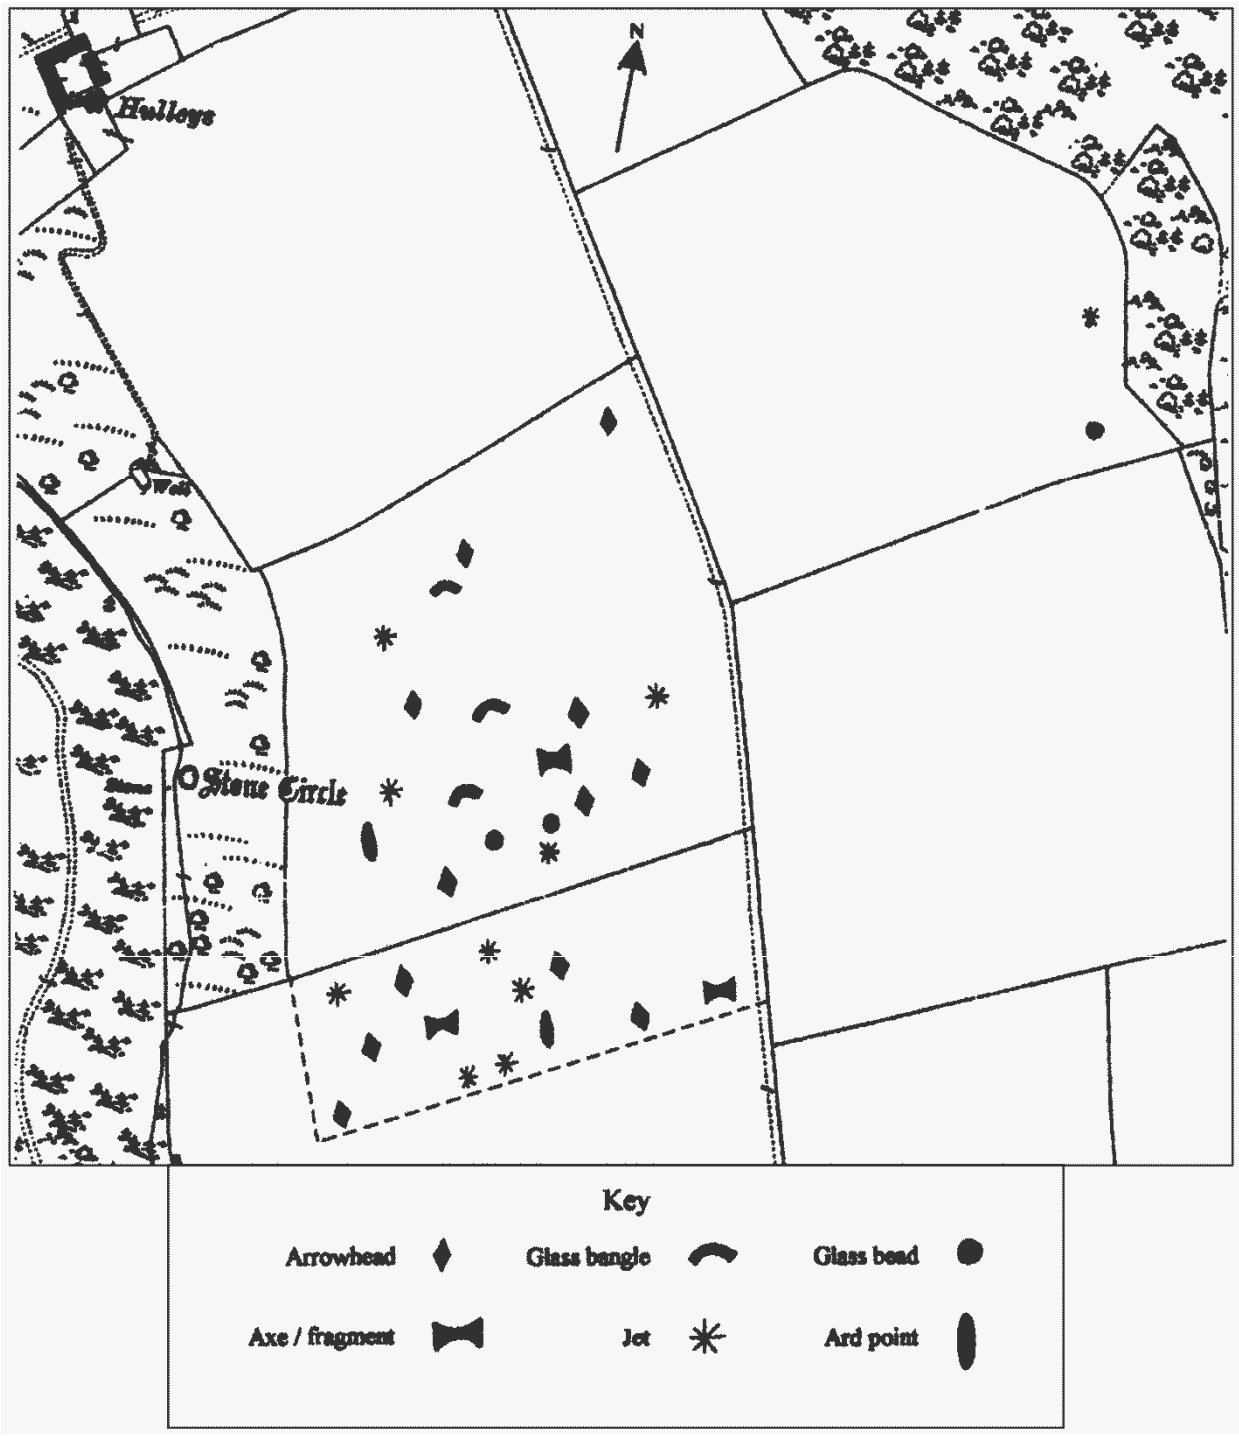 N
Hulleys
Well
Stone Circle
Stone
Key
Arrowhead
Glass bangle
Glass bead
Axe / fragment
Jet
Ard point